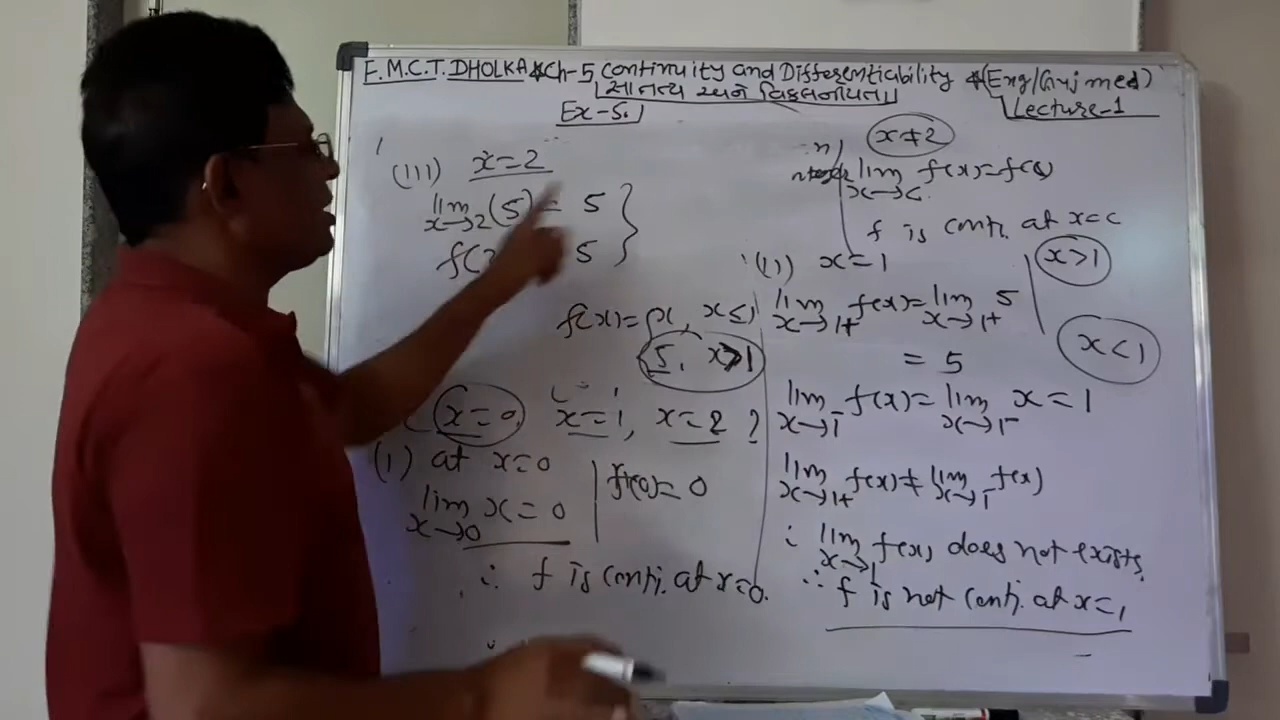 F.M.C.T. DHOLKA * Ch-5 Continuity and Differentiability * (Eng/Guj med)
સાતત્ય અને વિકલનીયતા
Lecture-1
Ex-5.1
(III) x=2
lim x→2 (5) = 5
f(2 5
f(x)= x, x≤1
5, x>1
x=0, x=1, x=2 ?
(I) at x=0
lim x→0 x=0
f(0)=0
∴ f is conti. at x=0.
x≠2
lim x→c f(x)=f(c)
f is conti. at x=c
(II) x=1
x>1
lim x→1+ f(x)= lim x→1+ 5
= 5
x<1
lim x→1- f(x)= lim x→1- x = 1
lim x→1+ f(x) ≠ lim x→1- f(x)
∴ lim x→1 f(x) does not exists.
∴ f is not conti. at x=1